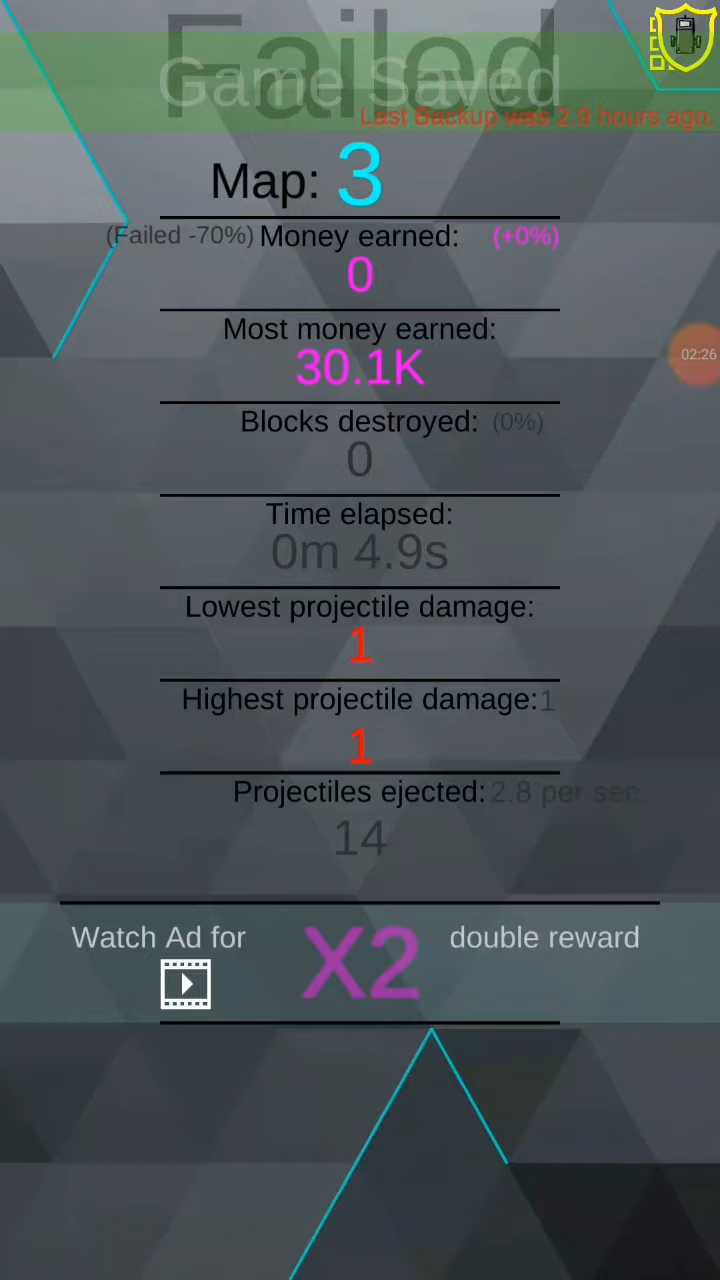 Failed
Game Saved
Last Backup was 2.9 hours ago.
Map: 3
(Failed -70%) Money earned: (+0%)
0
Most money earned:
30.1K
02:26
Blocks destroyed: (0%)
0
Time elapsed:
0m 4.9s
Lowest projectile damage:
1
Highest projectile damage: 1
1
Projectiles ejected: 2.8 per sec
14
Watch Ad for X2 double reward